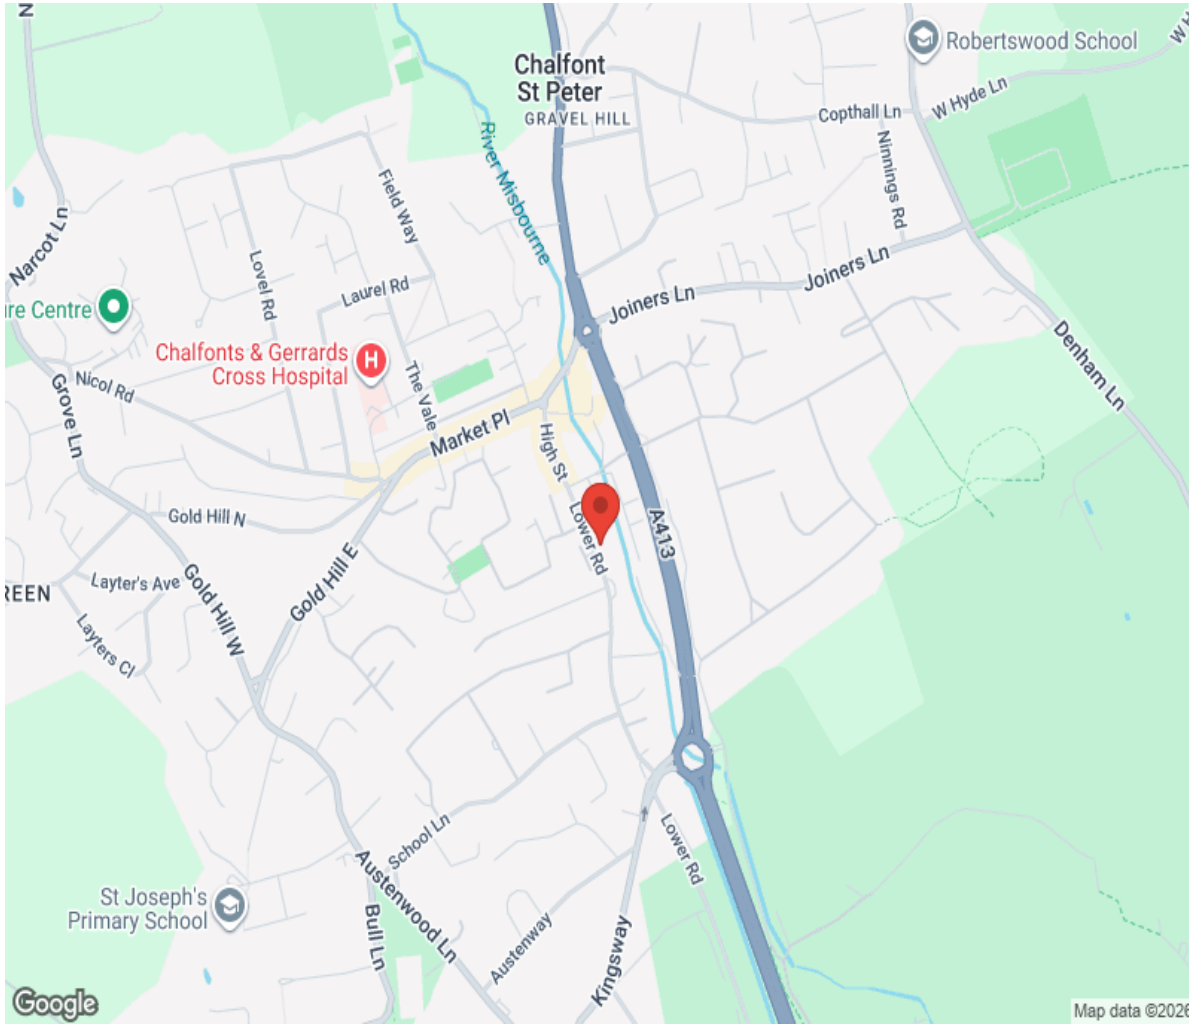 N
Robertswood School
W H
Chalfont
St Peter
GRAVEL HILL
Copthall Ln
W Hyde Ln
Ninnings Rd
River Misbourne
Field Way
Narcot Ln
Lovel Rd
Laurel Rd
Joiners Ln
Joiners Ln
ure Centre
Chalfonts & Gerrards
Cross Hospital
H
Denham Ln
Nicol Rd
Grove Ln
The Vale
Market Pl
High St
Gold Hill N
Lower Rd
A413
Gold Hill E
REEN
Layter's Ave
Gold Hill W
Layters Cl
School Ln
Lower Rd
Austenwood Ln
St Joseph's
Primary School
Bull Ln
Austenway
Kingsway
Google
Map data ©2026